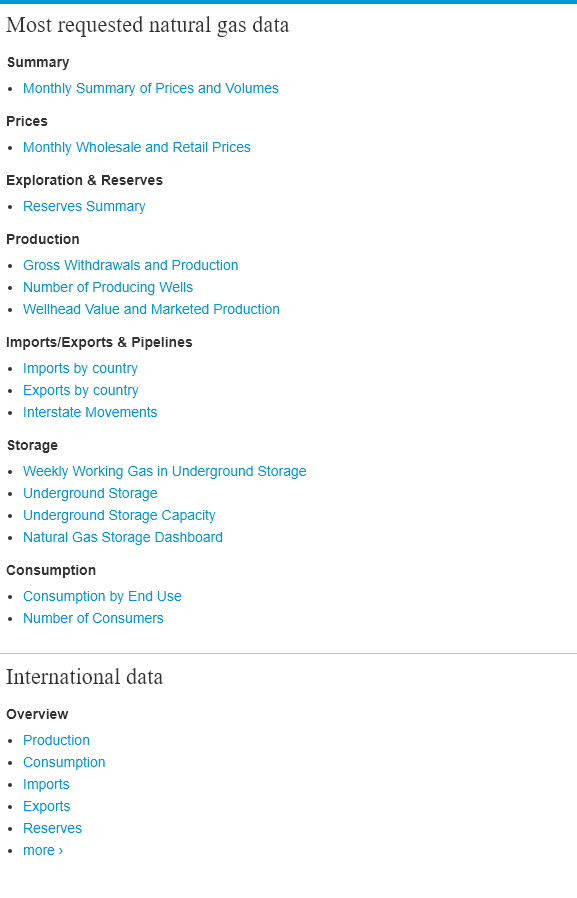 Most requested natural gas data
Summary
• Monthly Summary of Prices and Volumes
Prices
• Monthly Wholesale and Retail Prices
Exploration & Reserves
• Reserves Summary
Production
• Gross Withdrawals and Production
• Number of Producing Wells
• Wellhead Value and Marketed Production
Imports/Exports & Pipelines
• Imports by country
• Exports by country
• Interstate Movements
Storage
• Weekly Working Gas in Underground Storage
• Underground Storage
• Underground Storage Capacity
• Natural Gas Storage Dashboard
Consumption
• Consumption by End Use
• Number of Consumers
International data
Overview
• Production
• Consumption
• Imports
• Exports
• Reserves
• more ›